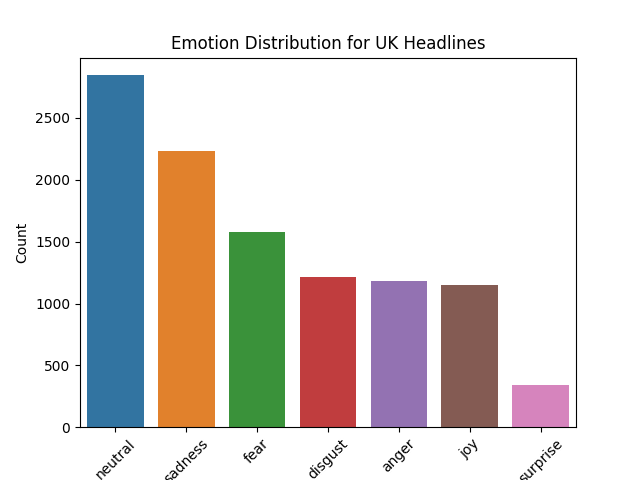 Emotion Distribution for UK Headlines
Count
2500
2000
1500
1000
500
0
neutral
sadness
fear
disgust
anger
joy
surprise